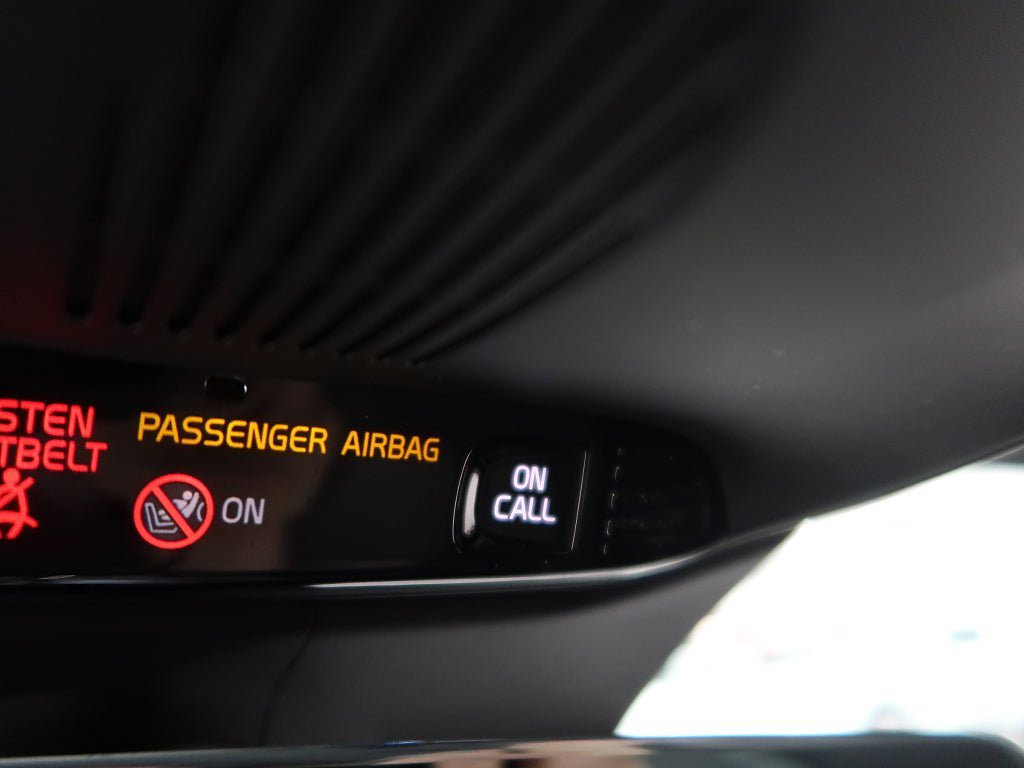 STEN
TBELT
PASSENGER AIRBAG
ON
ON
CALL